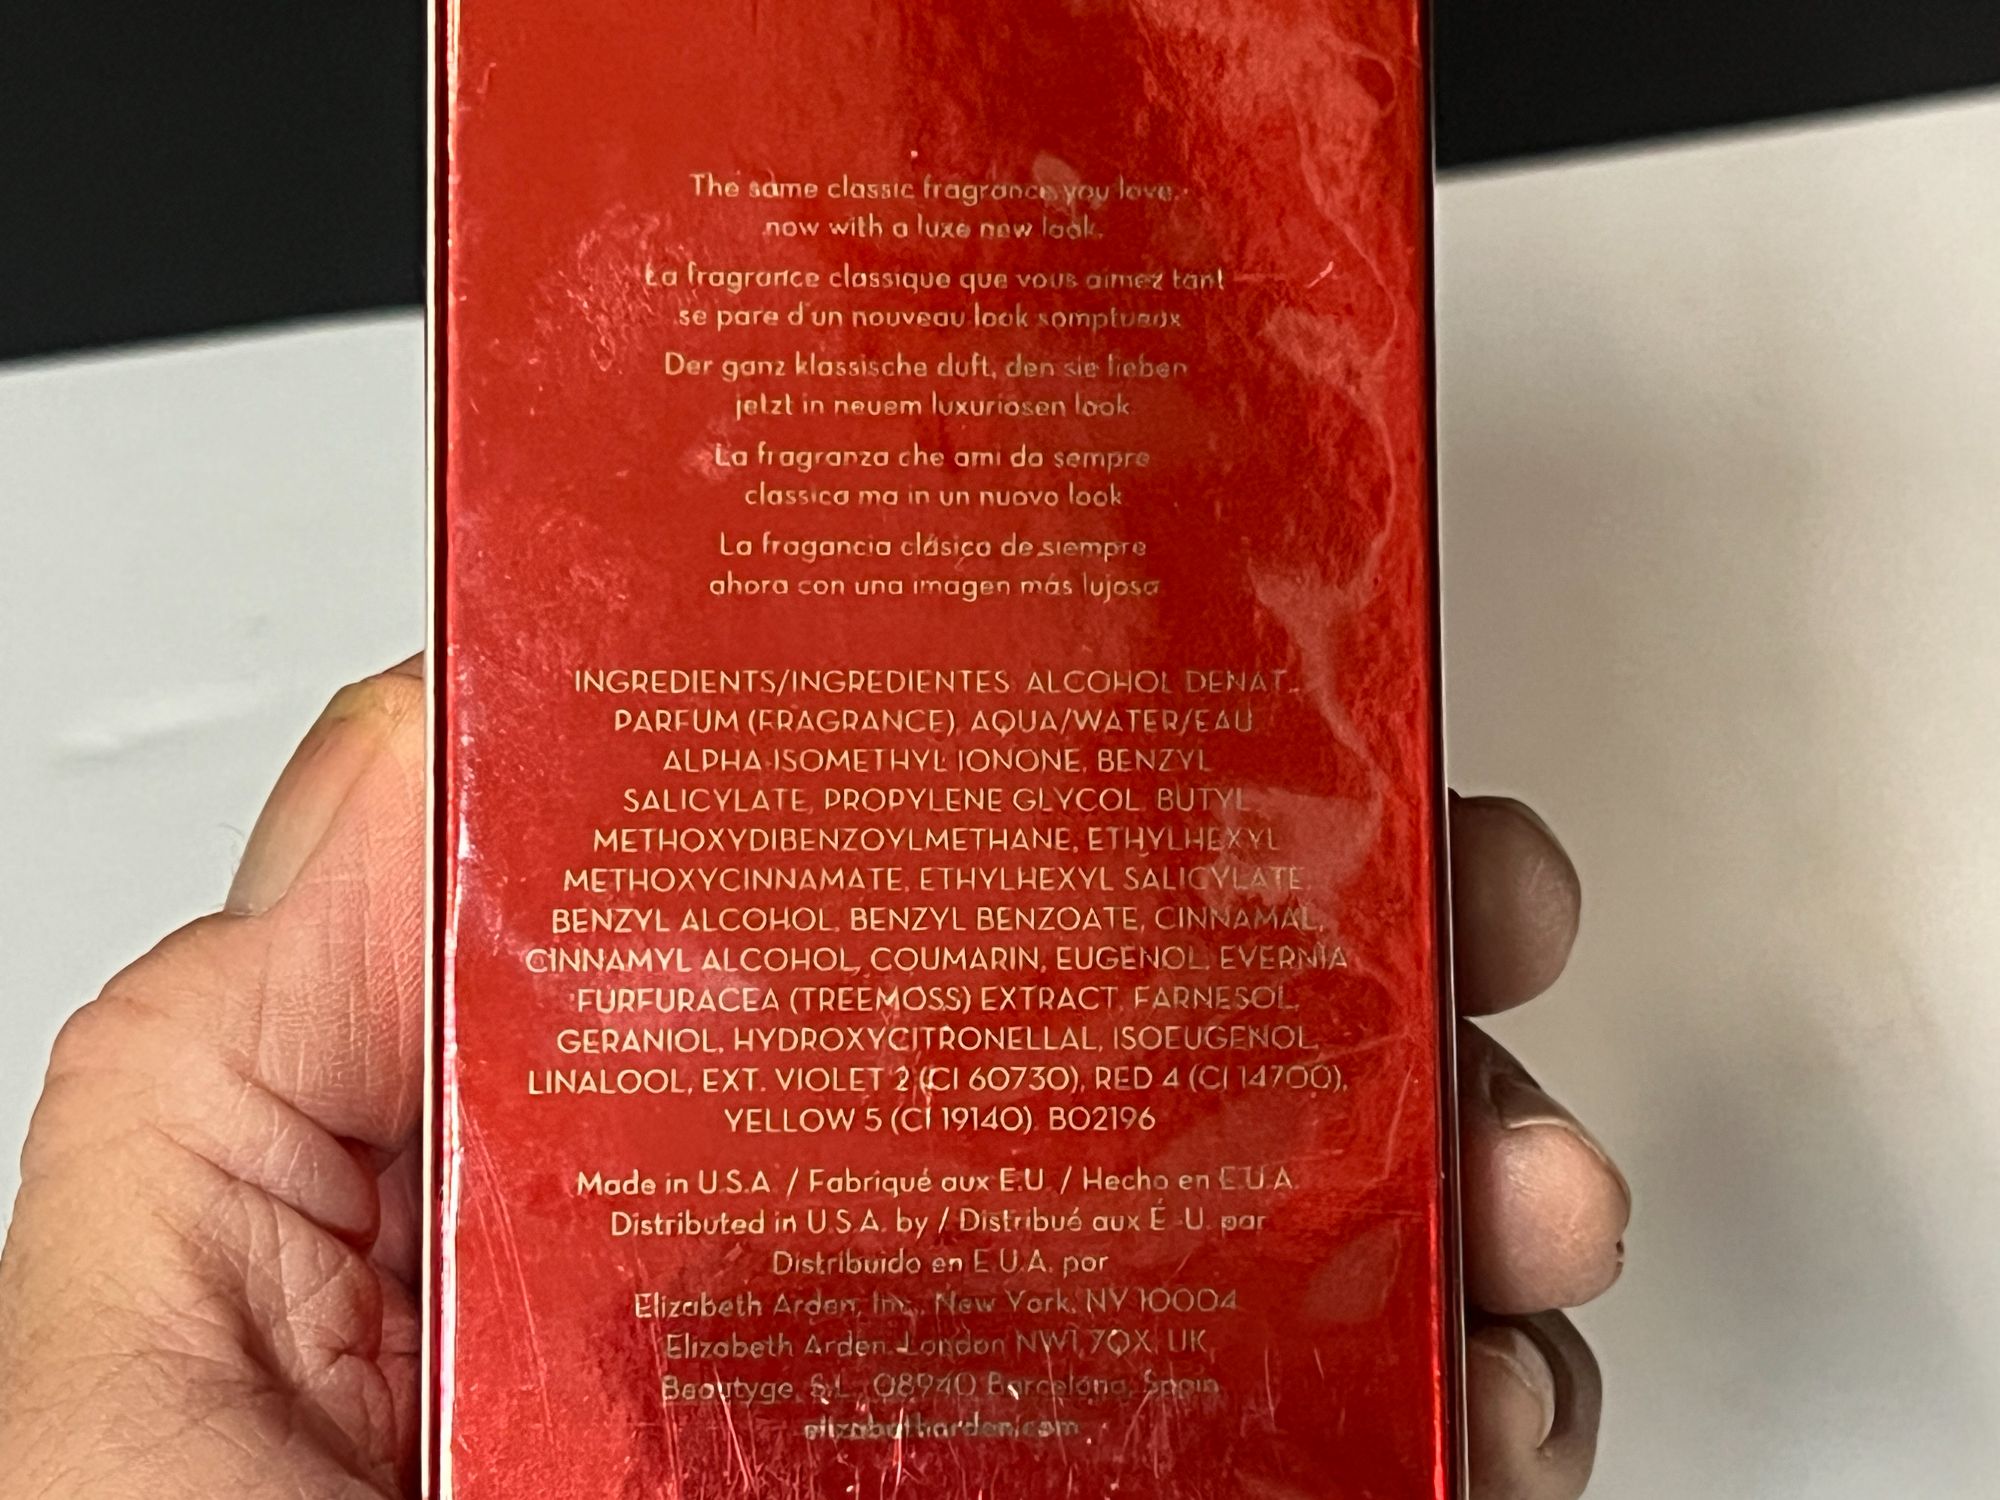 The same classic fragrance you love,
now with a luxe new look.
La fragrance classique que vous aimez tant
se pare d'un nouveau look somptueux
Der ganz klassische duft, den sie lieben
jetzt in neuem luxuriosen look
La fragranza che ami da sempre
classica ma in un nuovo look
La fragancia clásica de siempre
ahora con una imagen más lujosa
INGREDIENTS/INGREDIENTES: ALCOHOL DENAT.,
PARFUM (FRAGRANCE), AQUA/WATER/EAU,
ALPHA-ISOMETHYL IONONE, BENZYL
SALICYLATE, PROPYLENE GLYCOL, BUTYL
METHOXYDIBENZOYLMETHANE, ETHYLHEXYL
METHOXYCINNAMATE, ETHYLHEXYL SALICYLATE,
BENZYL ALCOHOL, BENZYL BENZOATE, CINNAMAL,
CINNAMYL ALCOHOL, COUMARIN, EUGENOL, EVERNIA
FURFURACEA (TREEMOSS) EXTRACT, FARNESOL,
GERANIOL, HYDROXYCITRONELLAL, ISOEUGENOL,
LINALOOL, EXT. VIOLET 2 (CI 60730), RED 4 (CI 14700),
YELLOW 5 (CI 19140). B02196
Made in U.S.A. / Fabriqué aux E.U. / Hecho en E.U.A.
Distributed in U.S.A. by / Distribué aux É.-U. par
Distribuido en E.U.A. por
Elizabeth Arden, Inc., New York, NY 10004
Elizabeth Arden, London NW1 7QX, UK
Beautyge, S.L., 08940 Barcelona, Spain
elizabetharden.com